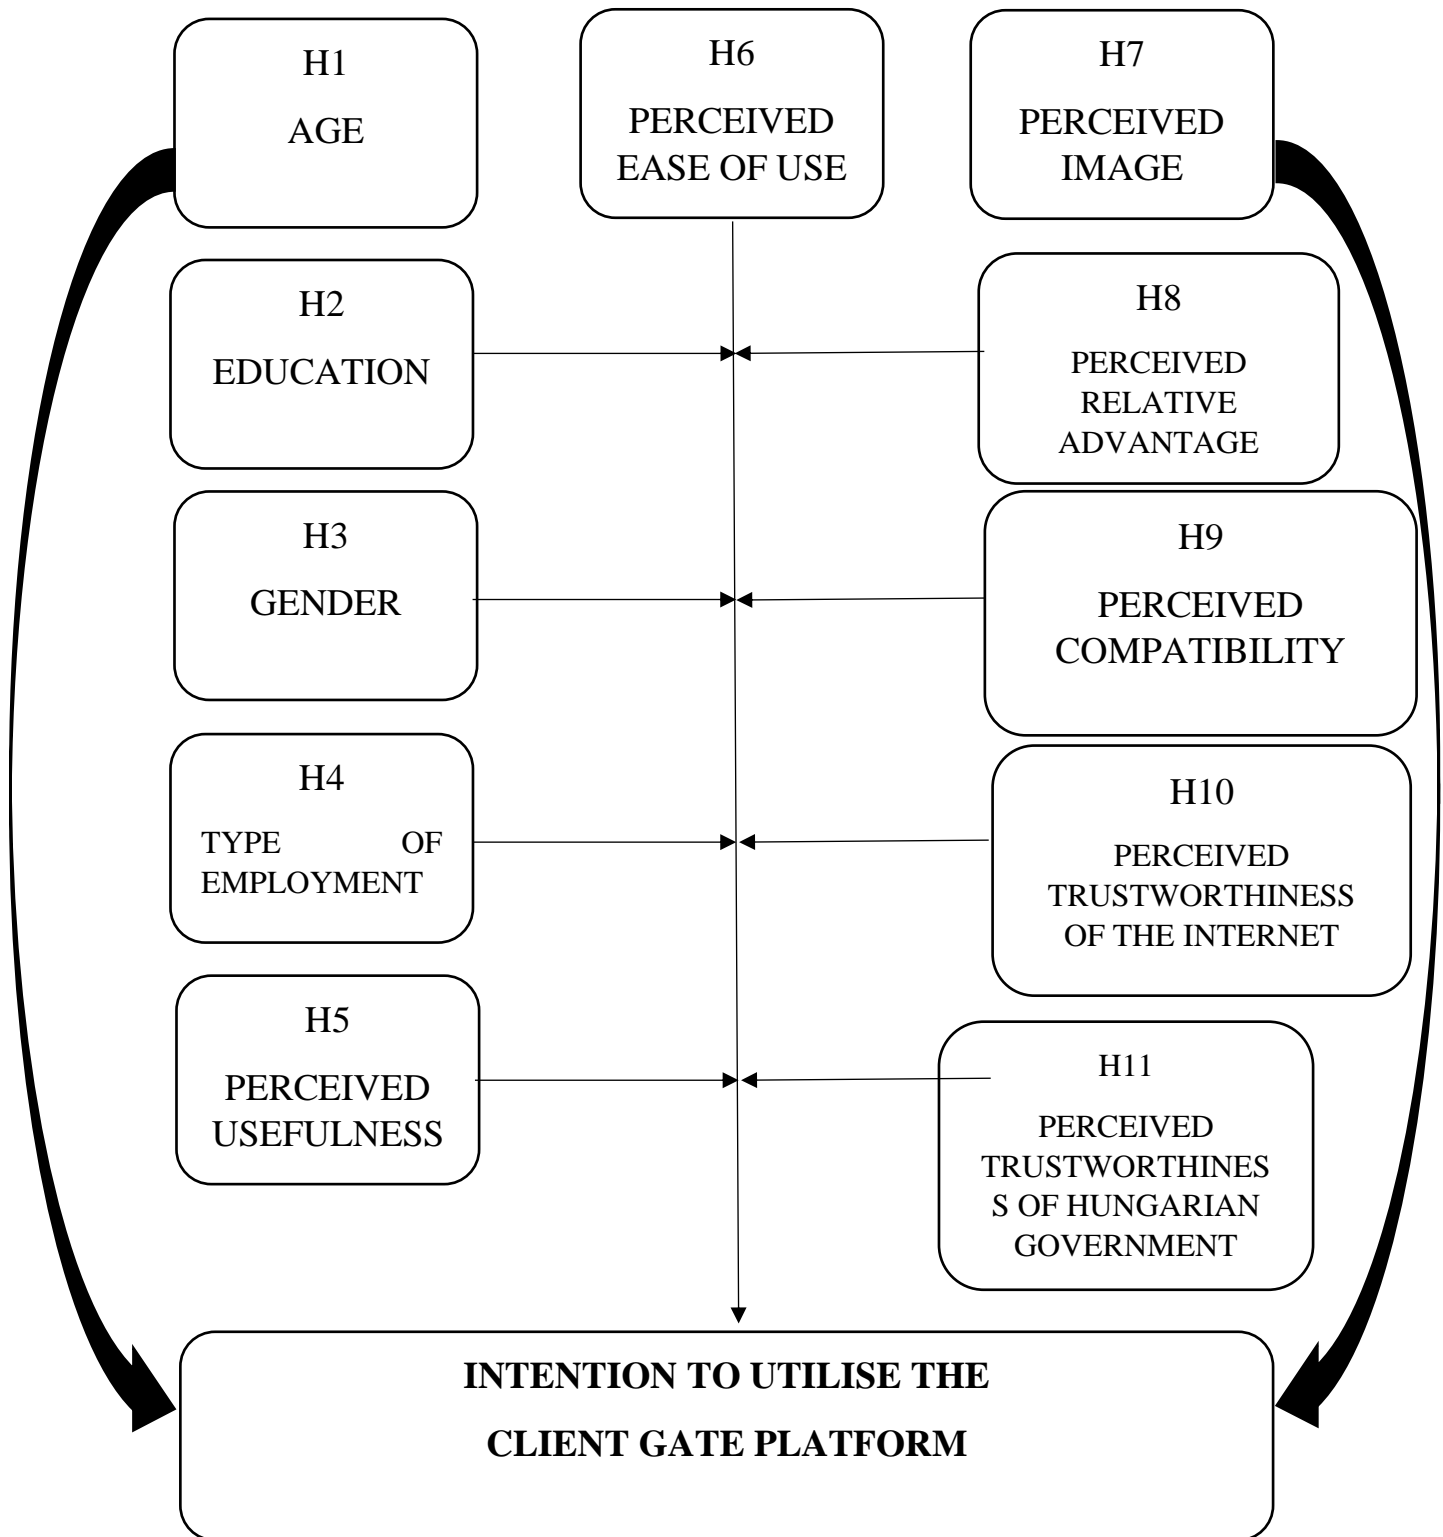 H1
AGE
H6
PERCEIVED
EASE OF USE
H7
PERCEIVED
IMAGE
H2
EDUCATION
H8
PERCEIVED
RELATIVE
ADVANTAGE
H3
GENDER
H9
PERCEIVED
COMPATIBILITY
H4
TYPE OF
EMPLOYMENT
H10
PERCEIVED
TRUSTWORTHINESS
OF THE INTERNET
H5
PERCEIVED
USEFULNESS
H11
PERCEIVED
TRUSTWORTHINES
S OF HUNGARIAN
GOVERNMENT
INTENTION TO UTILISE THE
CLIENT GATE PLATFORM